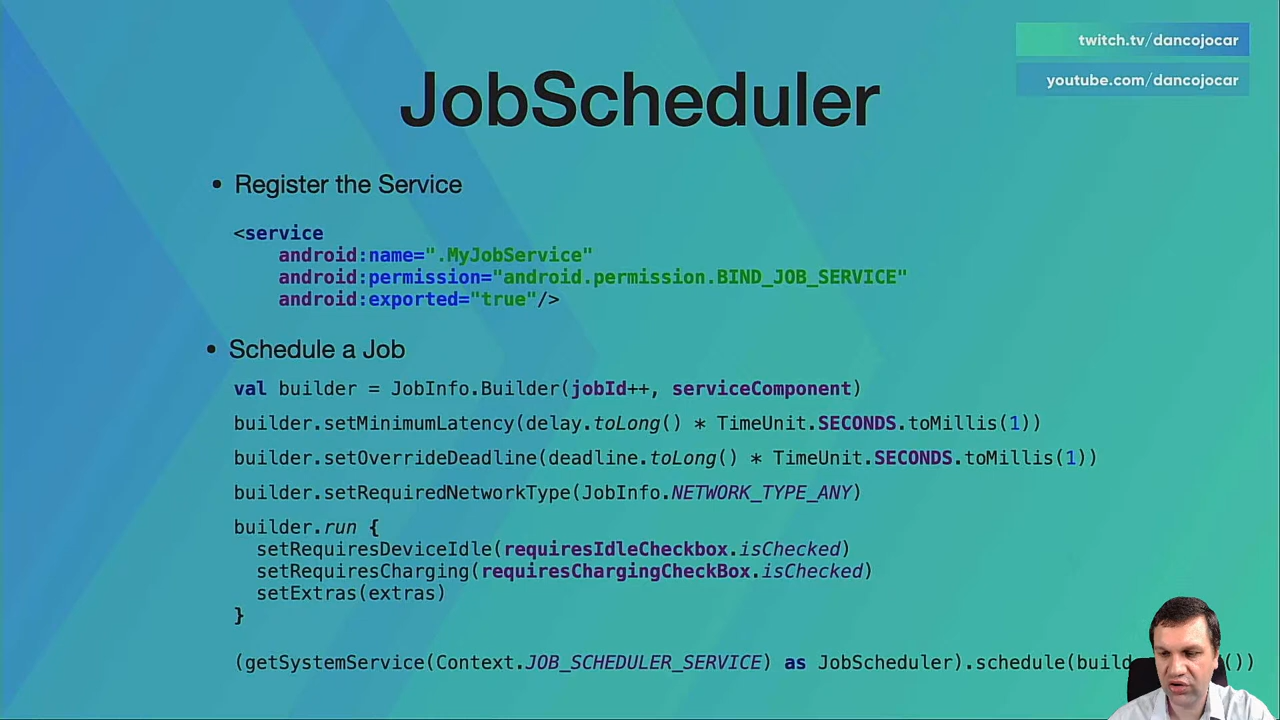 twitch.tv/dancojocar
youtube.com/dancojocar
JobScheduler
• Register the Service
<service
android:name=".MyJobService"
android:permission="android.permission.BIND_JOB_SERVICE"
android:exported="true"/>
• Schedule a Job
val builder = JobInfo.Builder(jobId++, serviceComponent)
builder.setMinimumLatency(delay.toLong() * TimeUnit.SECONDS.toMillis(1))
builder.setOverrideDeadline(deadline.toLong() * TimeUnit.SECONDS.toMillis(1))
builder.setRequiredNetworkType(JobInfo.NETWORK_TYPE_ANY)
builder.run {
setRequiresDeviceIdle(requiresIdleCheckbox.isChecked)
setRequiresCharging(requiresChargingCheckBox.isChecked)
setExtras(extras)
}
(getSystemService(Context.JOB_SCHEDULER_SERVICE) as JobScheduler).schedule(build ())